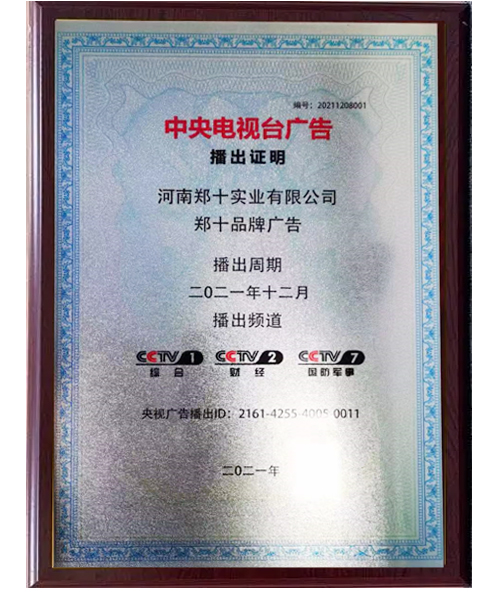 编号：20211208001
中央电视台广告
播出证明
河南郑十实业有限公司
郑十品牌广告
播出周期
二〇二一年十二月
播出频道
CCTV 1 CCTV 2 CCTV 7
综合 财经 国防军事
央视广告播出ID：2161-4255-4005-0011
二〇二一年